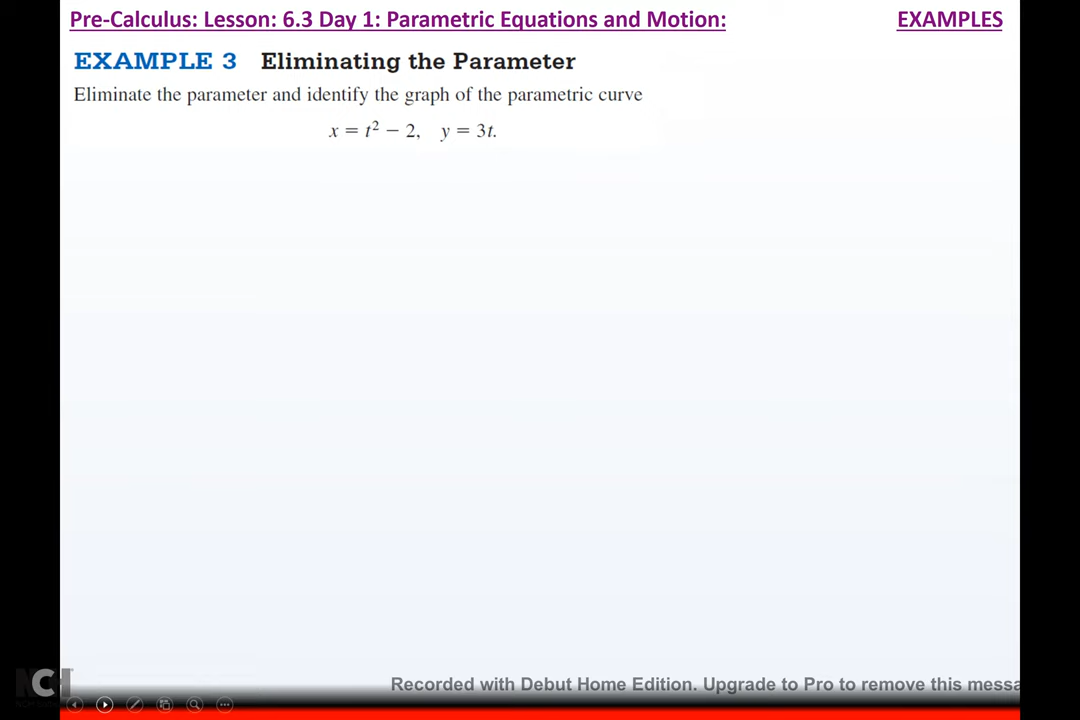 Pre-Calculus: Lesson: 6.3 Day 1: Parametric Equations and Motion: EXAMPLES
EXAMPLE 3 Eliminating the Parameter
Eliminate the parameter and identify the graph of the parametric curve
x = t² − 2, y = 3t.
NCH
Recorded with Debut Home Edition. Upgrade to Pro to remove this messa